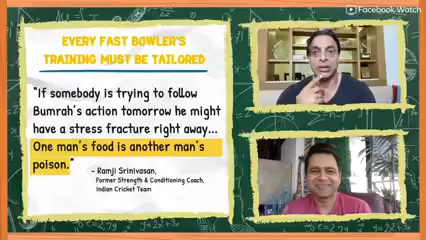 Facebook Watch
EVERY FAST BOWLER'S
TRAINING MUST BE TAILORED
"If somebody is trying to follow
Bumrah's action tomorrow he might
have a stress fracture right away...
One man's food is another man's
poison."
- Ramji Srinivasan,
Former Strength & Conditioning Coach,
Indian Cricket Team